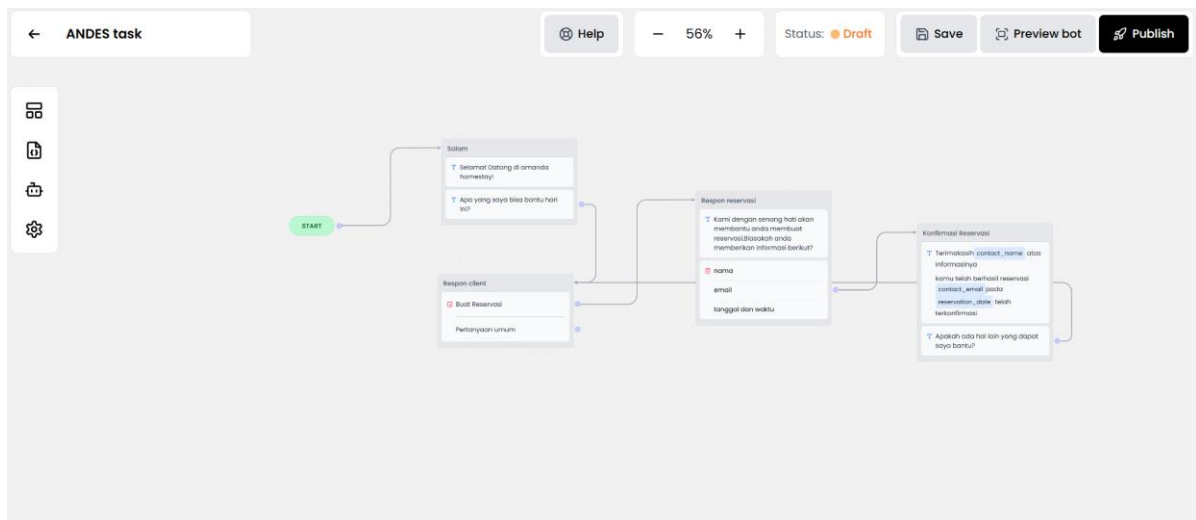 ANDES task
Help
56%
Status: Draft
Save
Preview bot
Publish
START
Salam
Selamat Datang di amanda
homestay!
Apa yang saya bisa bantu hari
ini?
Respon client
Buat Reservasi
Pertanyaan umum
Respon reservasi
Kami dengan senang hati akan
membantu anda membuat
reservasi.Biasakah anda
memberikan informasi berikut?
nama
email
tanggal dan waktu
Konfirmasi Reservasi
Terimakasih contact_name atas
informasinya
kamu telah berhasil reservasi
contact_email pada
reservation_date telah
terkonfirmasi
Apakah ada hal lain yang dapat
saya bantu?